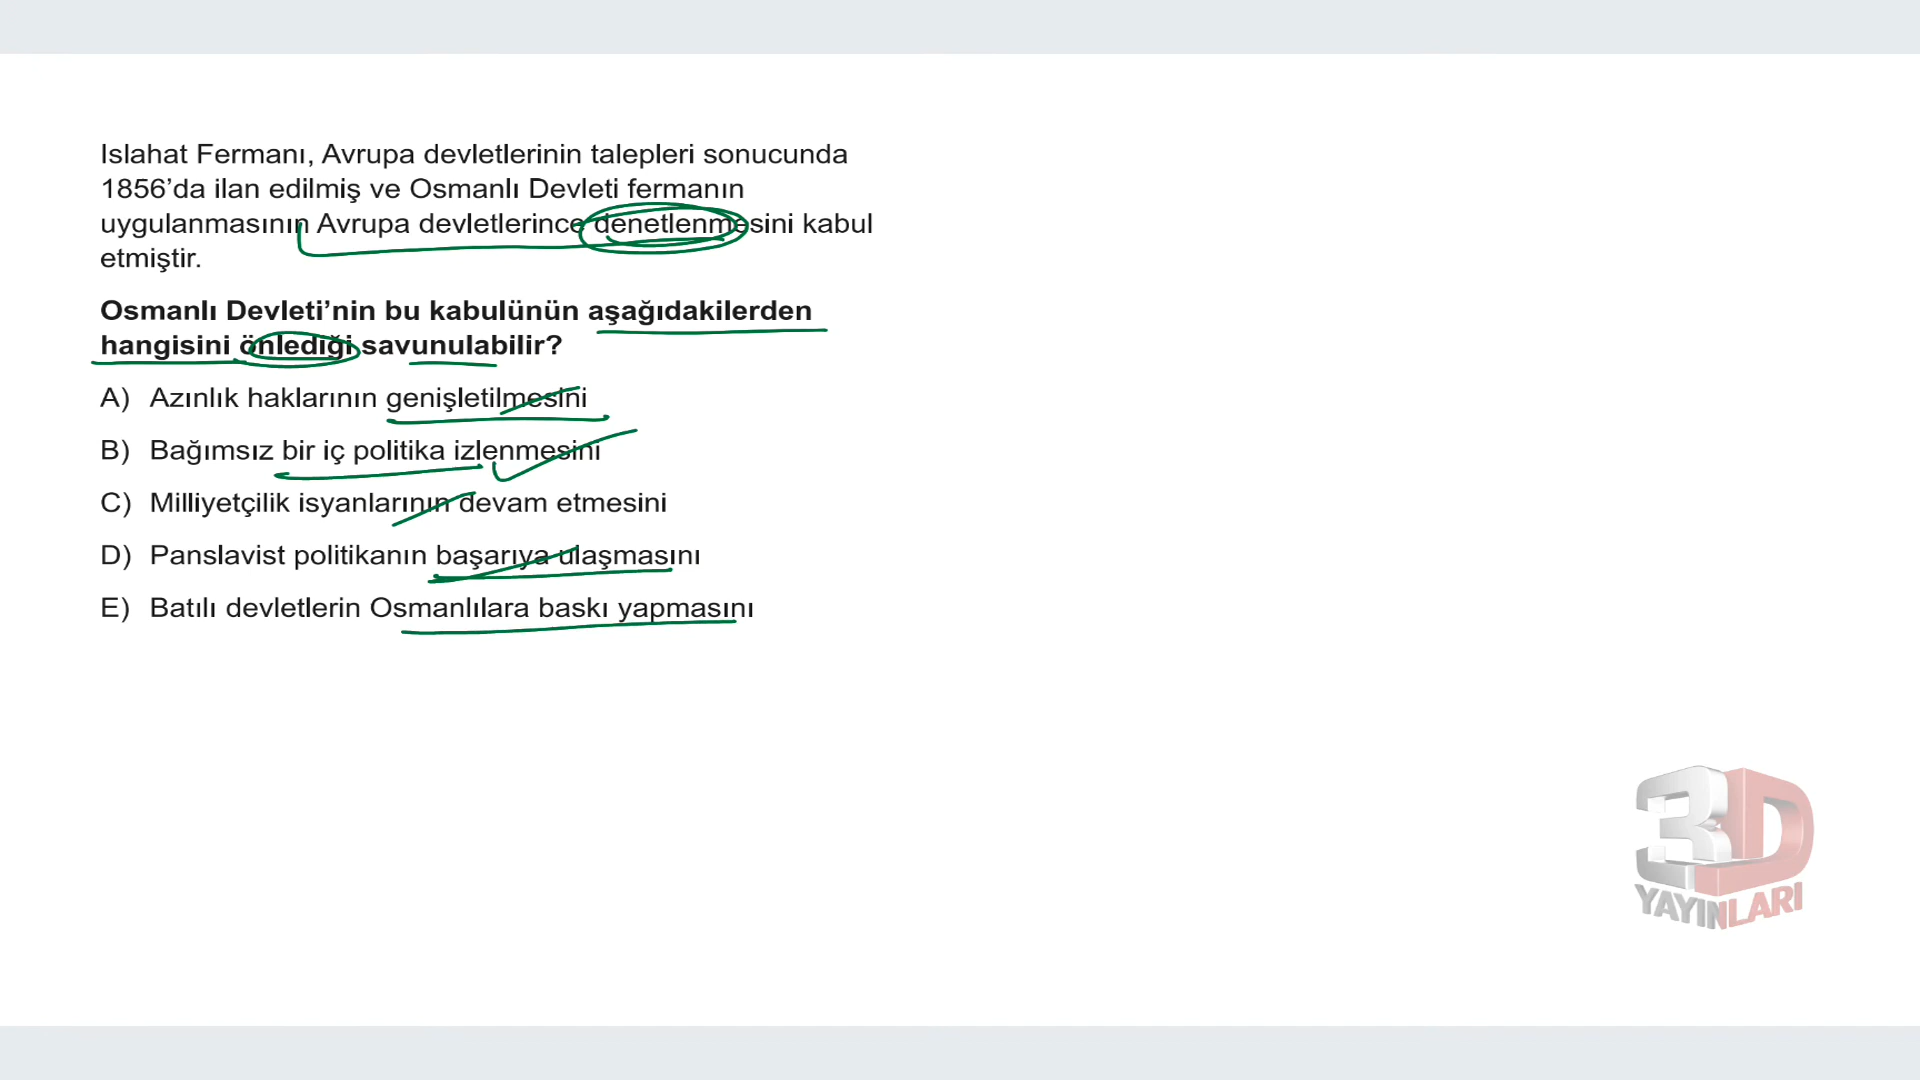 Islahat Fermanı, Avrupa devletlerinin talepleri sonucunda
1856’da ilan edilmiş ve Osmanlı Devleti fermanın
uygulanmasının Avrupa devletlerince denetlenmesini kabul
etmiştir.
Osmanlı Devleti’nin bu kabulünün aşağıdakilerden
hangisini önlediği savunulabilir?
A) Azınlık haklarının genişletilmesini
B) Bağımsız bir iç politika izlenmesini
C) Milliyetçilik isyanlarının devam etmesini
D) Panslavist politikanın başarıya ulaşmasını
E) Batılı devletlerin Osmanlılara baskı yapmasını
3D
YAYINLARI